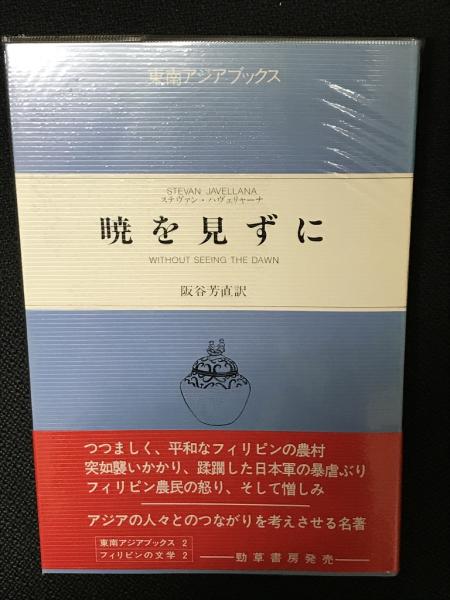 東南アジアブックス
STEVAN JAVELLANA
ステヴァン・ハヴェリャーナ
暁を見ずに
WITHOUT SEEING THE DAWN
阪谷芳直訳
つつましく、平和なフィリピンの農村
突如襲いかかり、蹂躙した日本軍の暴虐ぶり
フィリピン農民の怒り、そして憎しみ
アジアの人々とのつながりを考えさせる名著
東南アジアブックス 2
フィリピンの文学 2
勁草書房発売